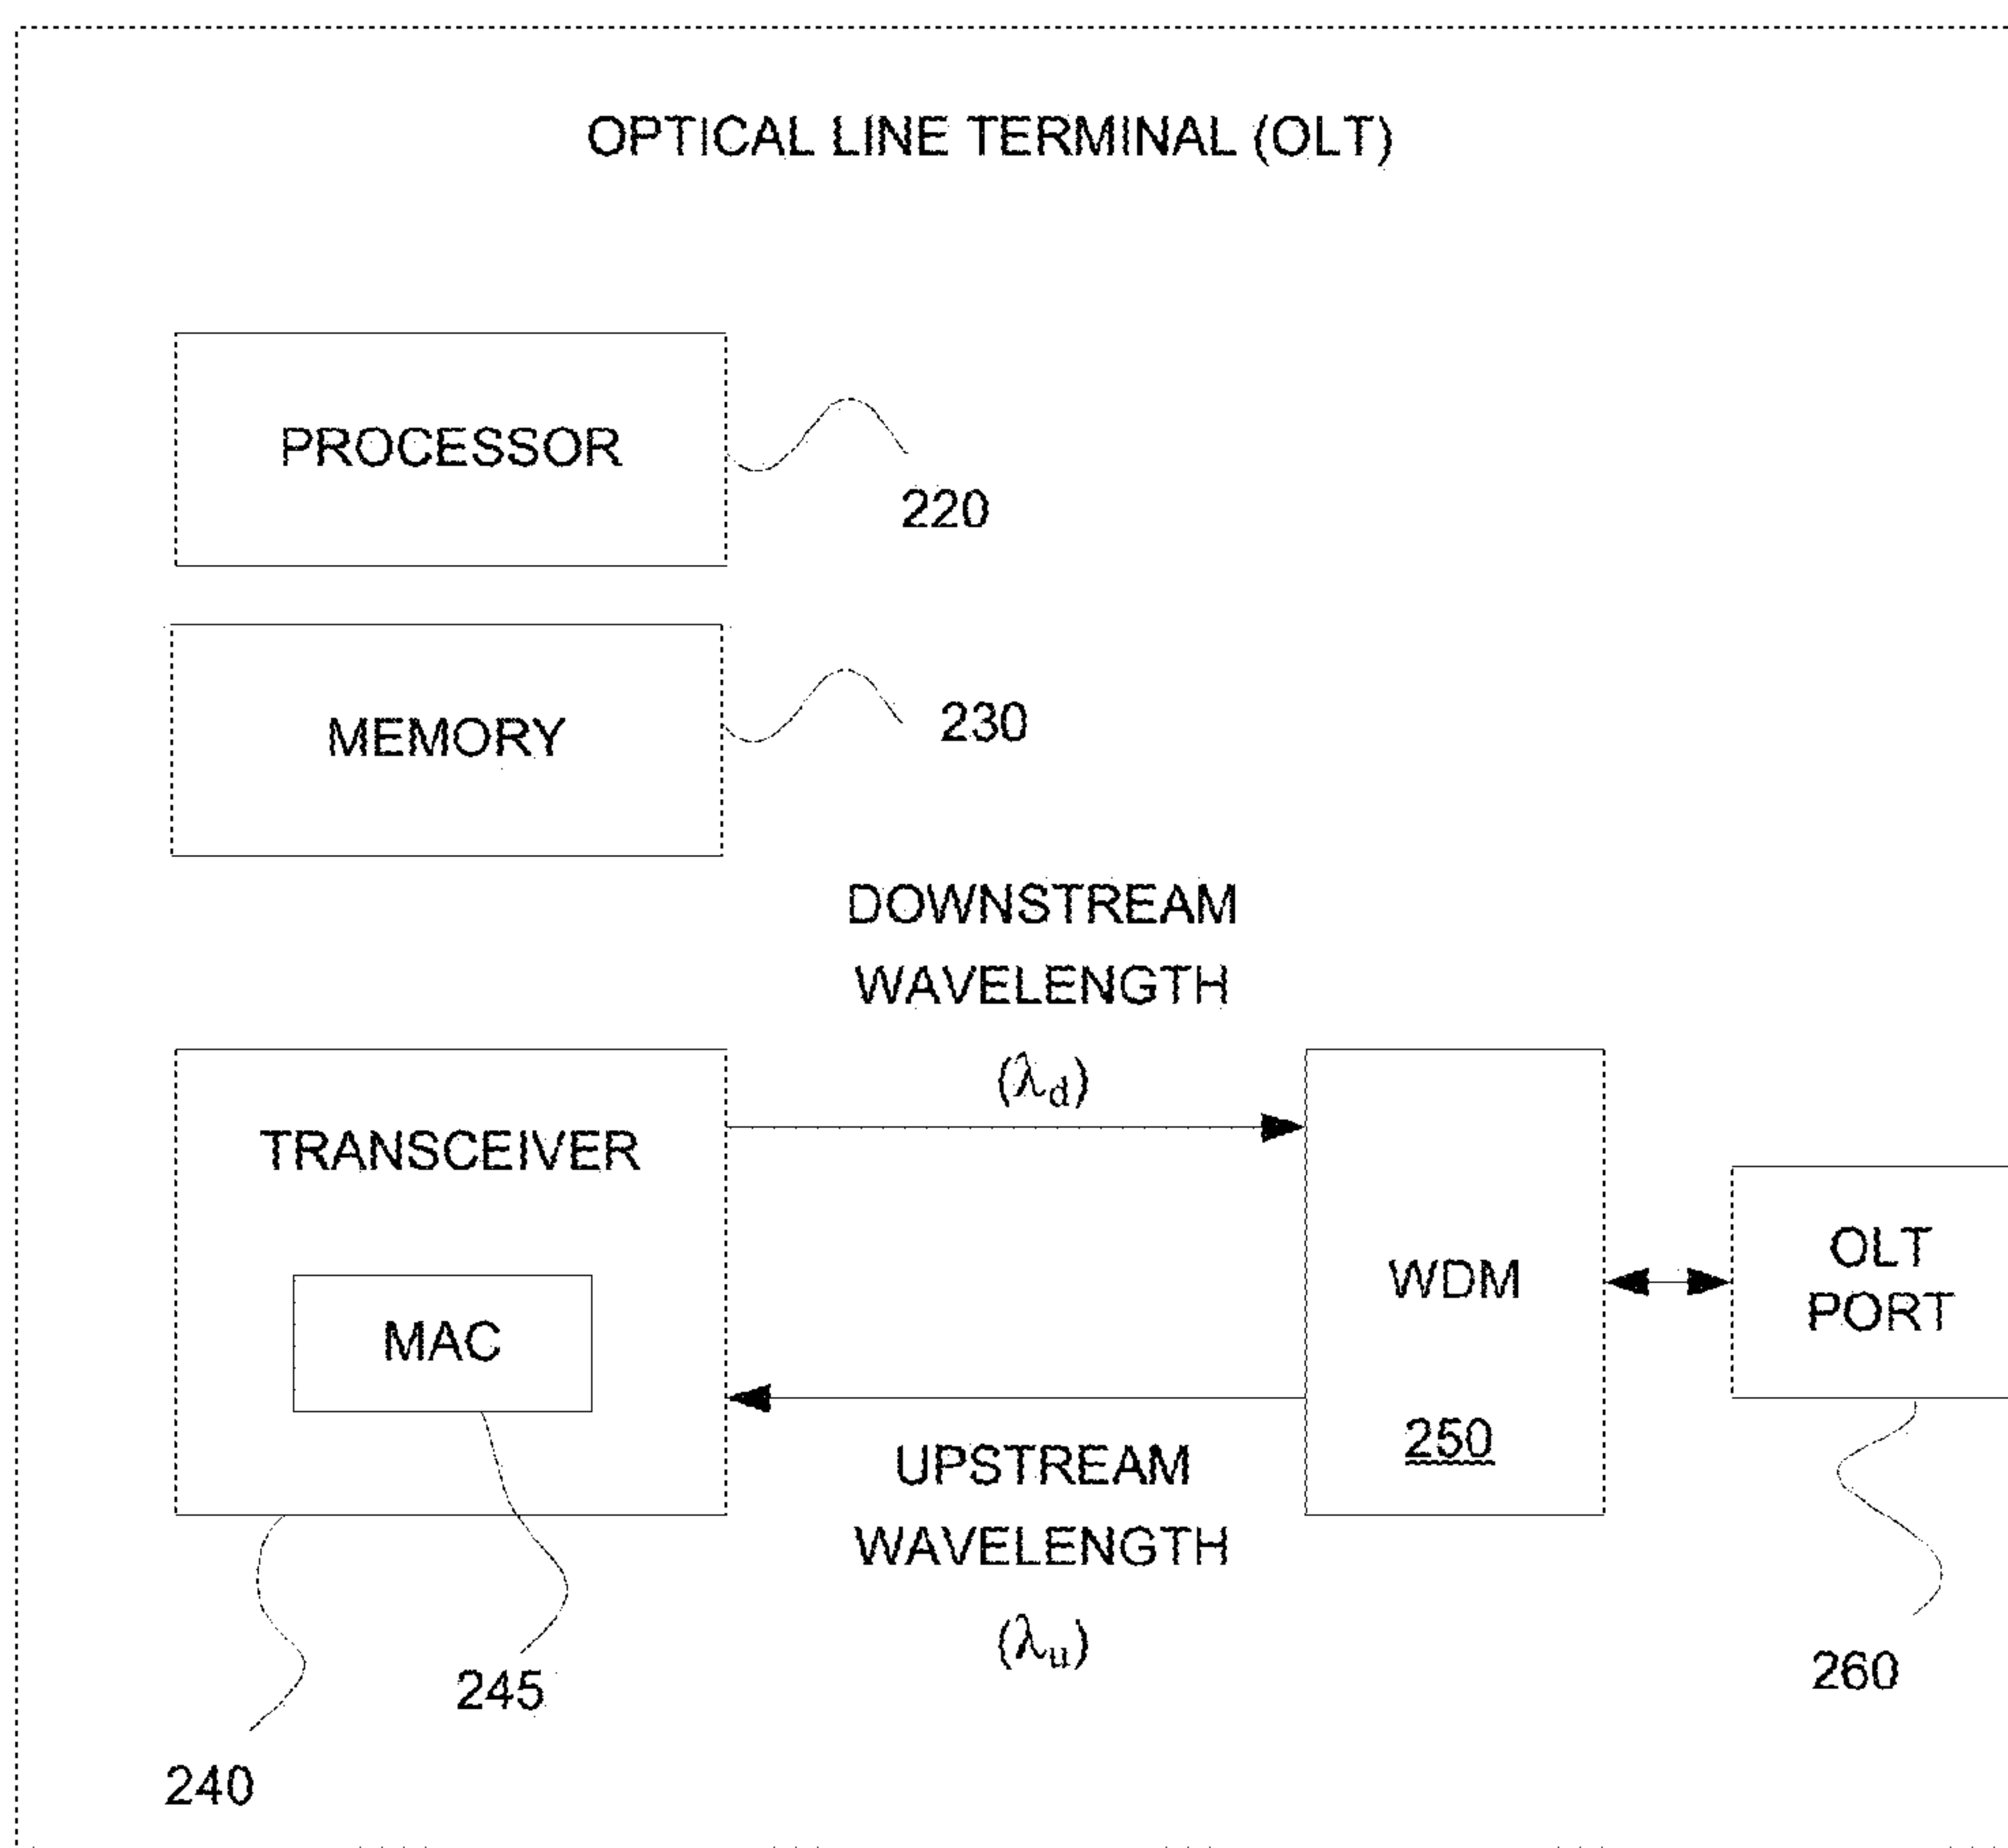 OPTICAL LINE TERMINAL (OLT)
PROCESSOR
220
MEMORY
230
DOWNSTREAM
WAVELENGTH
(λd)
TRANSCEIVER
MAC
WDM
250
OLT
PORT
UPSTREAM
WAVELENGTH
(λu)
245
240
260